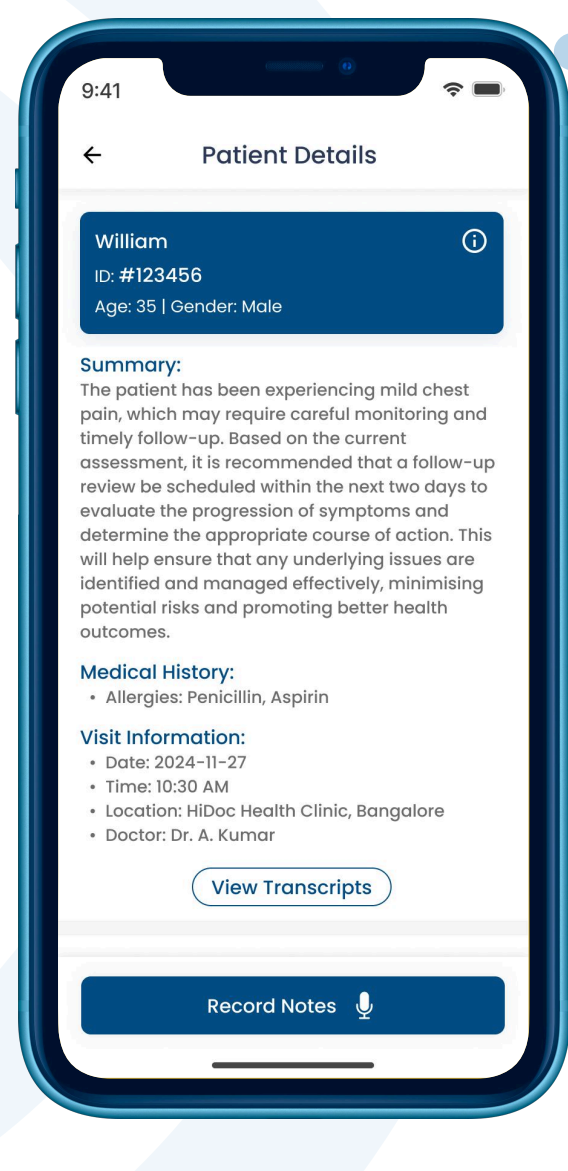 9:41
Patient Details
William
ID: #123456
Age: 35 | Gender: Male
Summary:
The patient has been experiencing mild chest
pain, which may require careful monitoring and
timely follow-up. Based on the current
assessment, it is recommended that a follow-up
review be scheduled within the next two days to
evaluate the progression of symptoms and
determine the appropriate course of action. This
will help ensure that any underlying issues are
identified and managed effectively, minimising
potential risks and promoting better health
outcomes.
Medical History:
• Allergies: Penicillin, Aspirin
Visit Information:
• Date: 2024-11-27
• Time: 10:30 AM
• Location: HiDoc Health Clinic, Bangalore
• Doctor: Dr. A. Kumar
View Transcripts
Record Notes